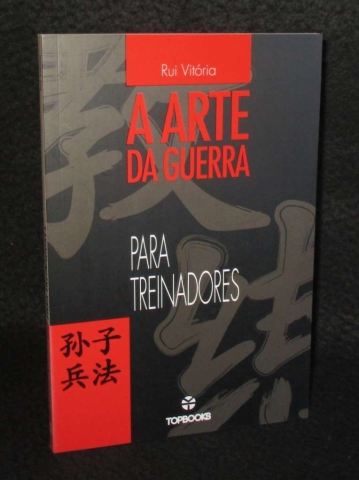 Rui Vitória
A ARTE
DA GUERRA
PARA
TREINADORES
孙子
兵法
TOPBOOKS